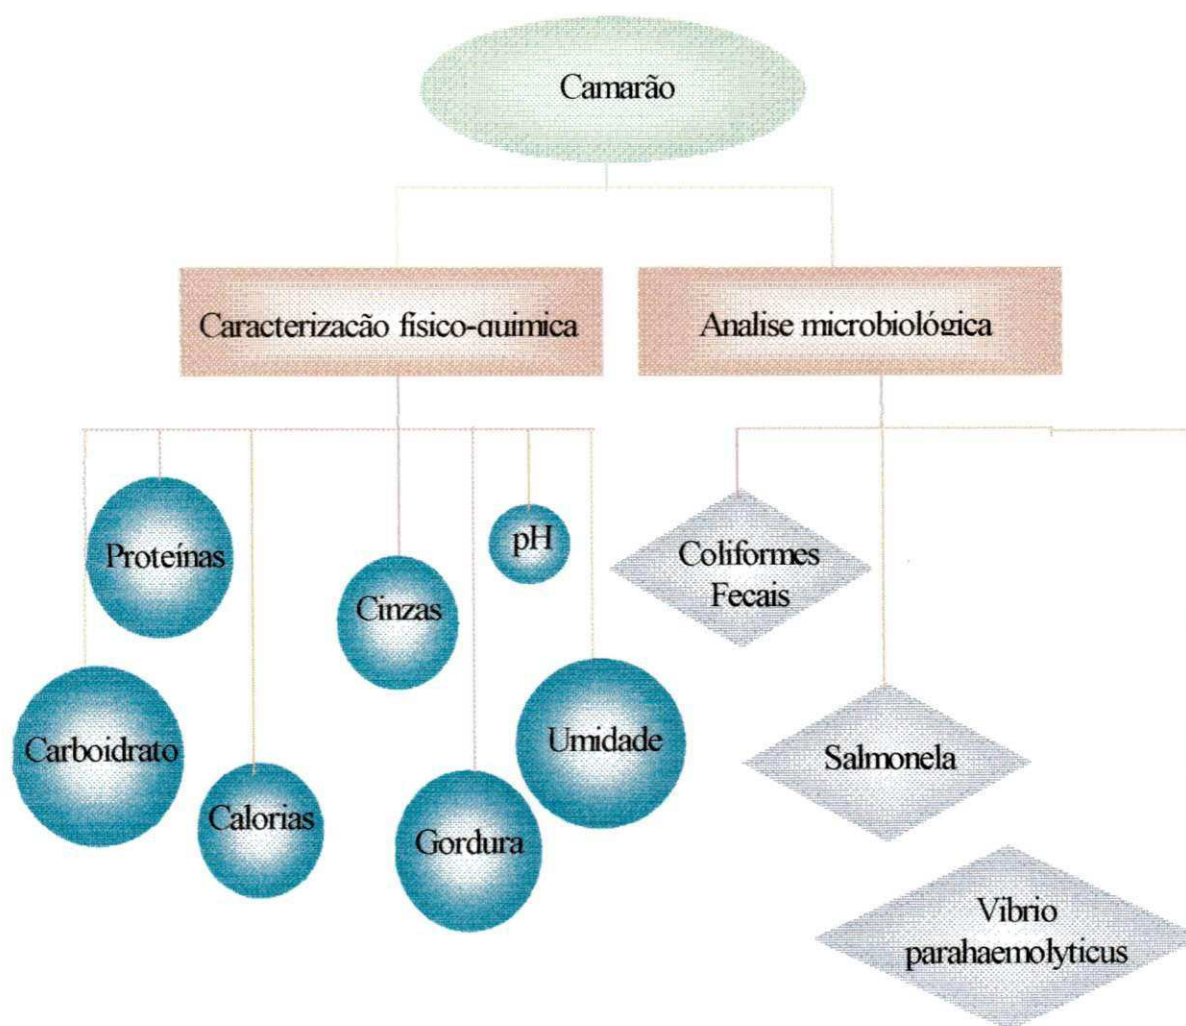 Camarão
Caracterização físico-química
Analise microbiológica
Proteínas
pH
Coliformes
Fecais
Cinzas
Carboidrato
Umidade
Salmonela
Calorias
Gordura
Vibrio
parahaemolyticus